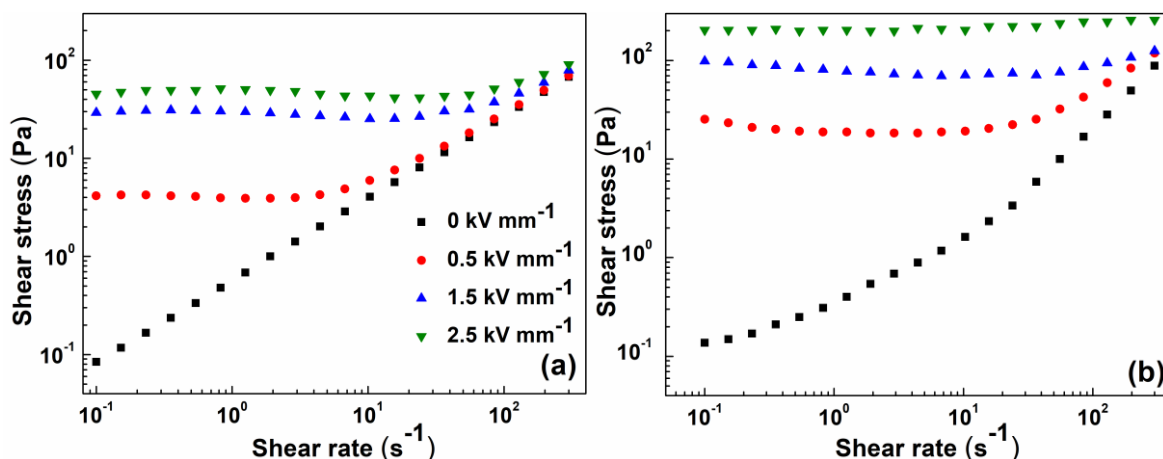 Shear stress (Pa)
10²
10¹
10⁰
10⁻¹
0 kV mm⁻¹
0.5 kV mm⁻¹
1.5 kV mm⁻¹
2.5 kV mm⁻¹
(a)
10⁻¹ 10⁰ 10¹ 10²
Shear rate (s⁻¹)
Shear stress (Pa)
10²
10¹
10⁰
10⁻¹
(b)
10⁻¹ 10⁰ 10¹ 10²
Shear rate (s⁻¹)